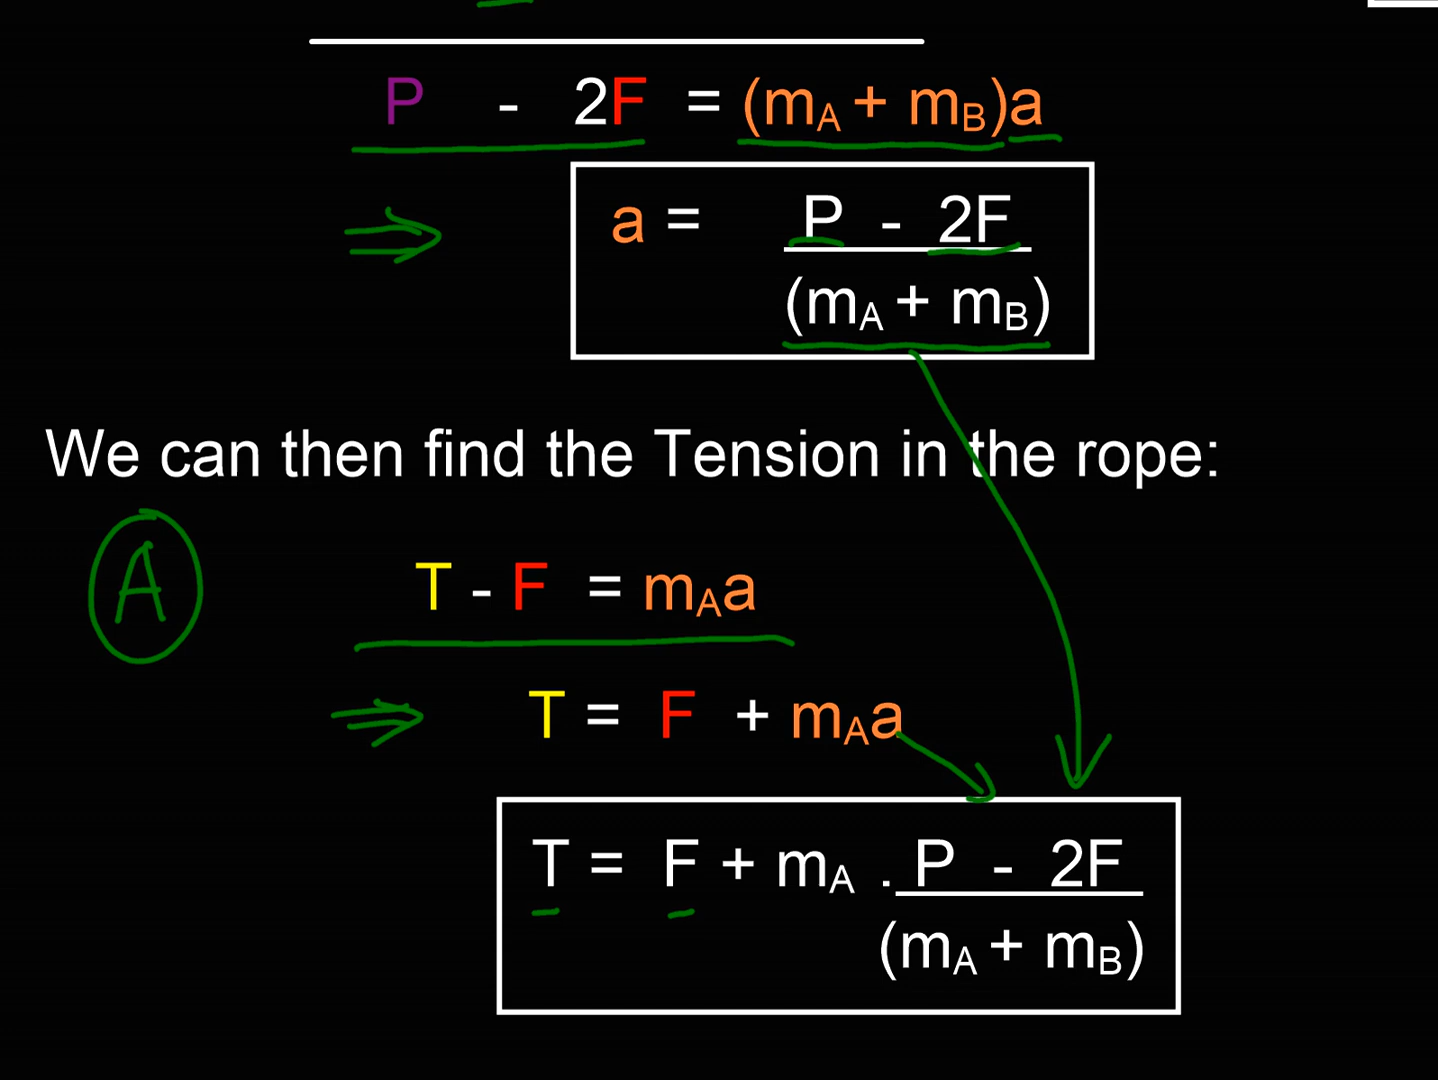 P - 2F = (mA + mB)a
a = P - 2F
(mA + mB)
We can then find the Tension in the rope:
A
T - F = mAa
T = F + mAa
T = F + mA . P - 2F
(mA + mB)